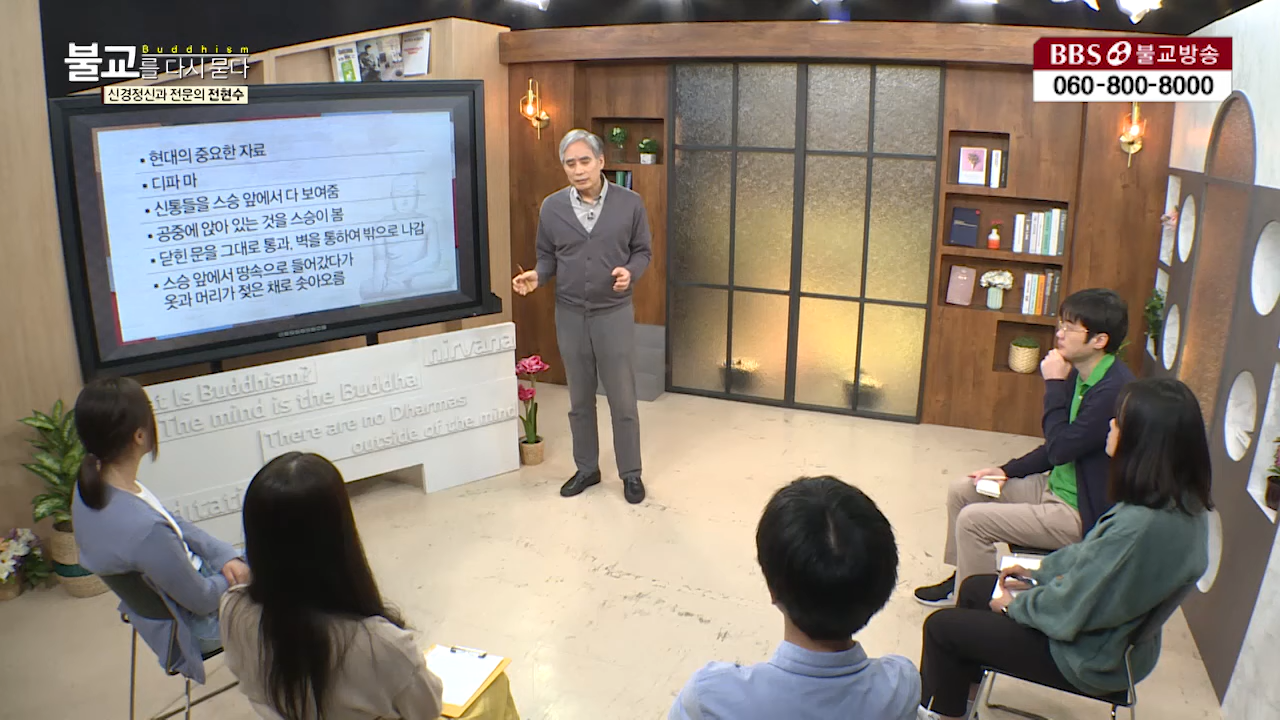 Buddhism
불교를 다시 묻다
신경정신과 전문의 전현수
BBS 불교방송
060-800-8000
• 현대의 중요한 자료
• 디파 마
• 신통들을 스승 앞에서 다 보여줌
• 공중에 앉아 있는 것을 스승이 봄
• 닫힌 문을 그대로 통과, 벽을 통하여 밖으로 나감
• 스승 앞에서 땅속으로 들어갔다가
옷과 머리가 젖은 채로 솟아오름
nirvana
Is Buddhism?
The mind is the Buddha
There are no Dharmas
outside of the mind